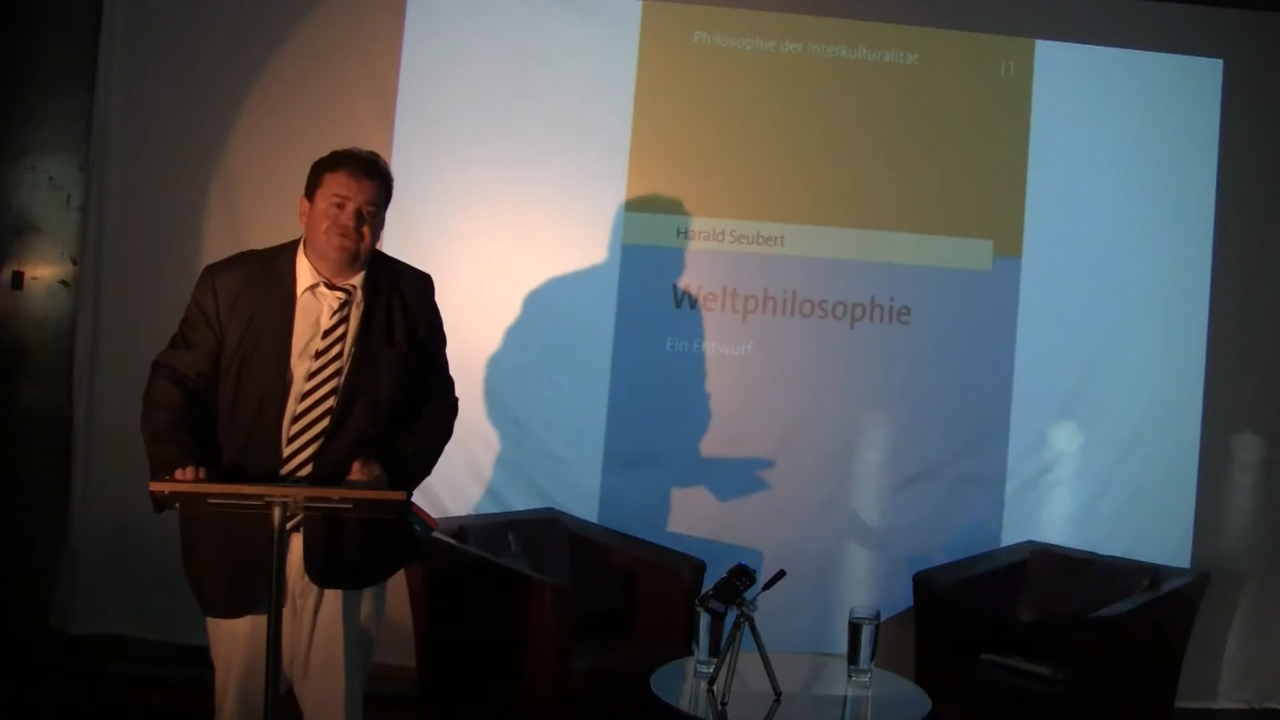 Philosophie der Interkulturalität
| 1
Harald Seubert
Weltphilosophie
Ein Entwurf